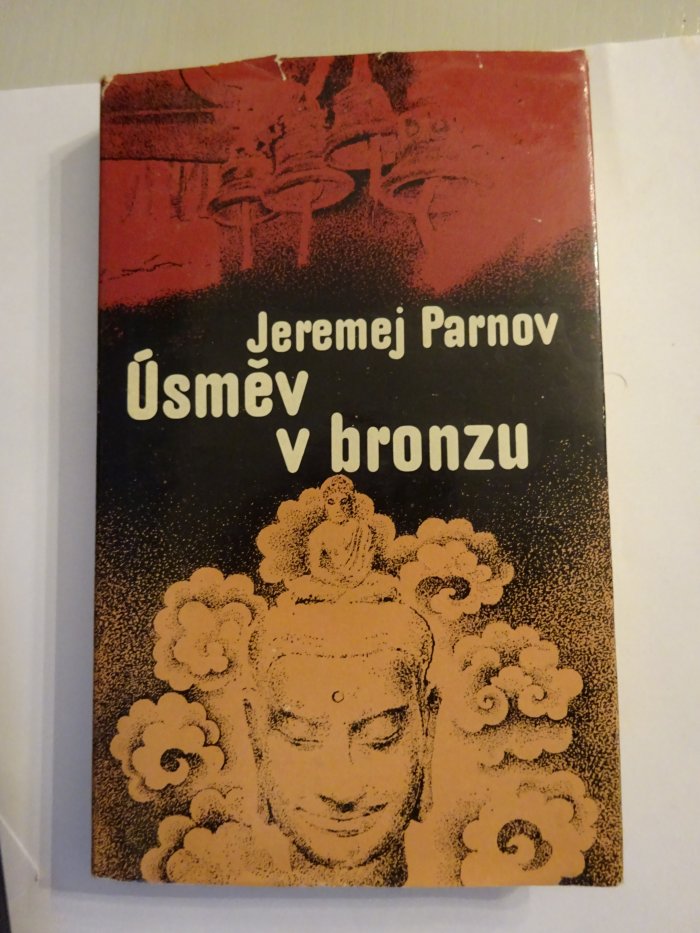 Jeremej Parnov
Úsměv
v bronzu